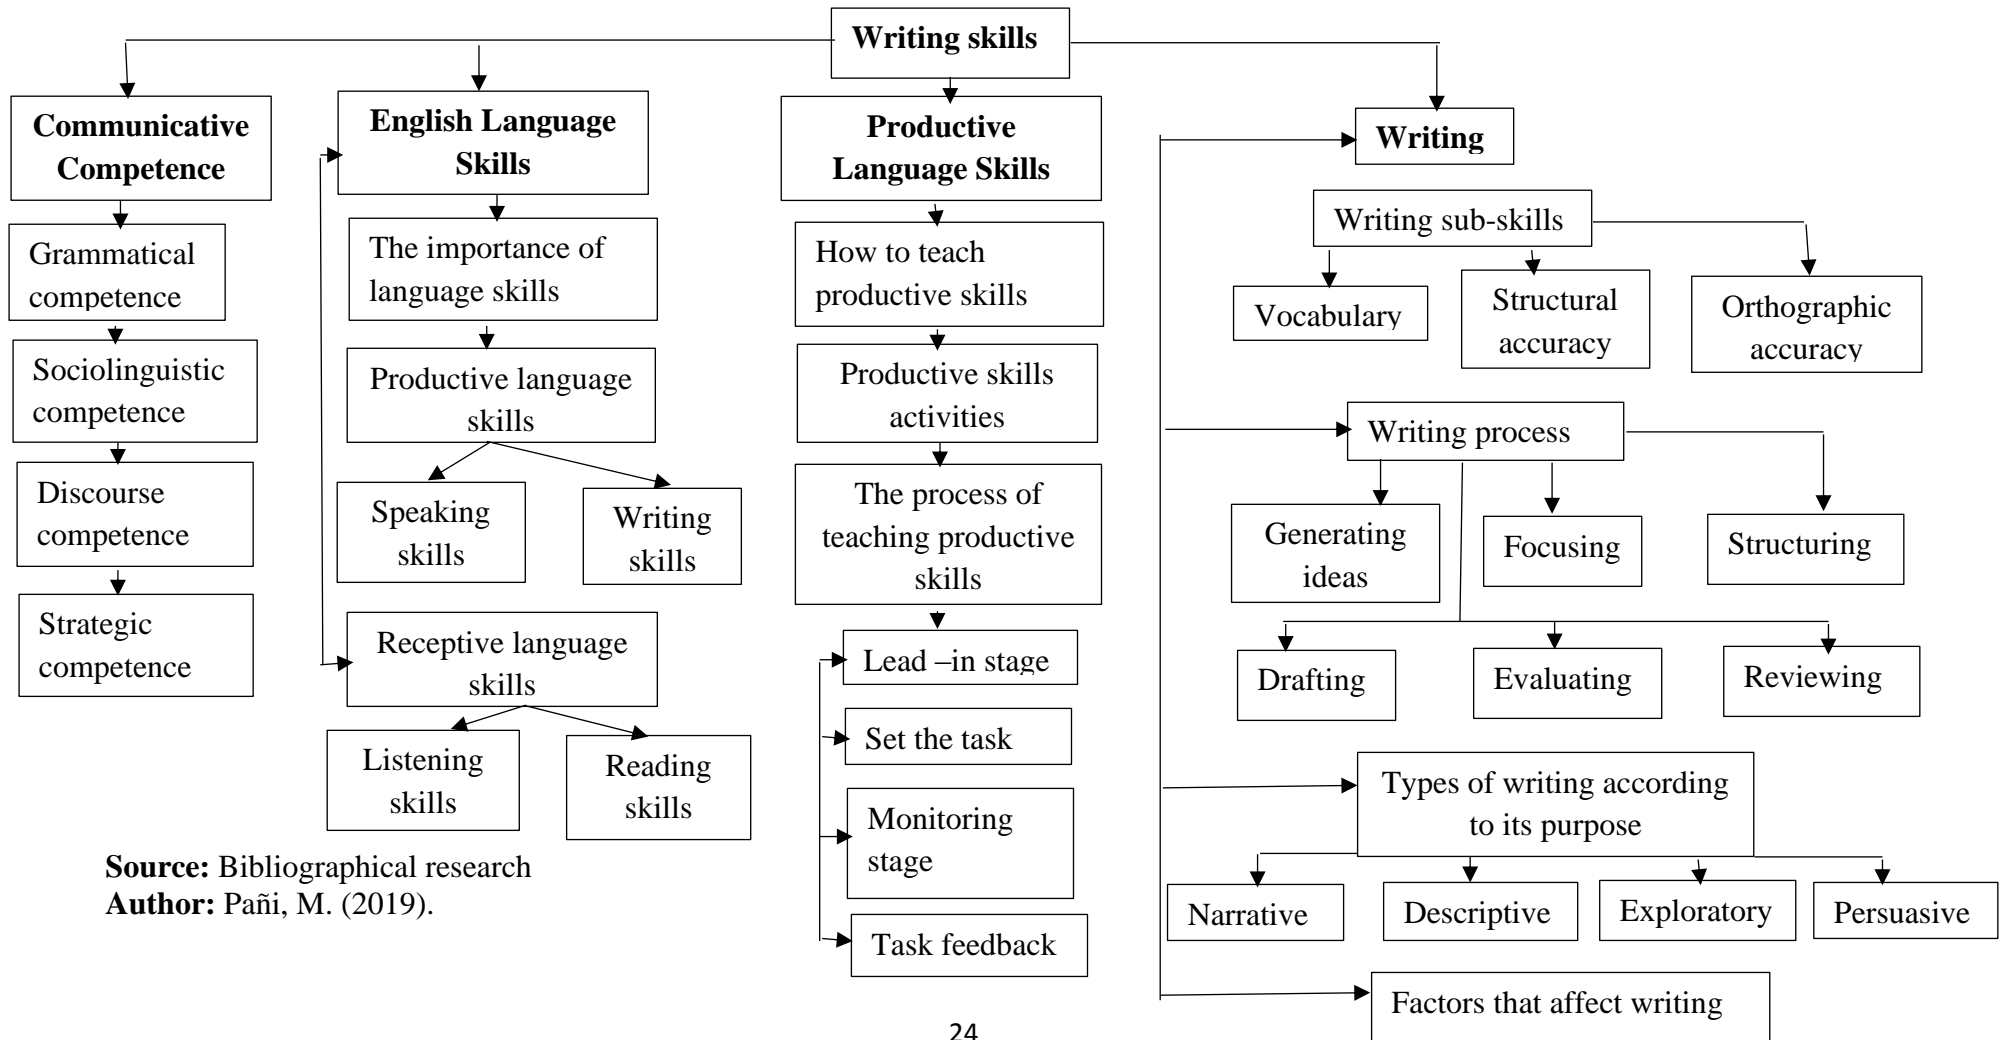 Writing skills
Communicative
Competence
Grammatical
competence
Sociolinguistic
competence
Discourse
competence
Strategic
competence
English Language
Skills
The importance of
language skills
Productive language
skills
Speaking
skills
Writing
skills
Receptive language
skills
Listening
skills
Reading
skills
Productive
Language Skills
How to teach
productive skills
Productive skills
activities
The process of
teaching productive
skills
Lead –in stage
Set the task
Monitoring
stage
Task feedback
Writing
Writing sub-skills
Vocabulary
Structural
accuracy
Orthographic
accuracy
Writing process
Generating
ideas
Focusing
Structuring
Drafting
Evaluating
Reviewing
Types of writing according
to its purpose
Narrative
Descriptive
Exploratory
Persuasive
Factors that affect writing
Source: Bibliographical research
Author: Pañi, M. (2019).
24